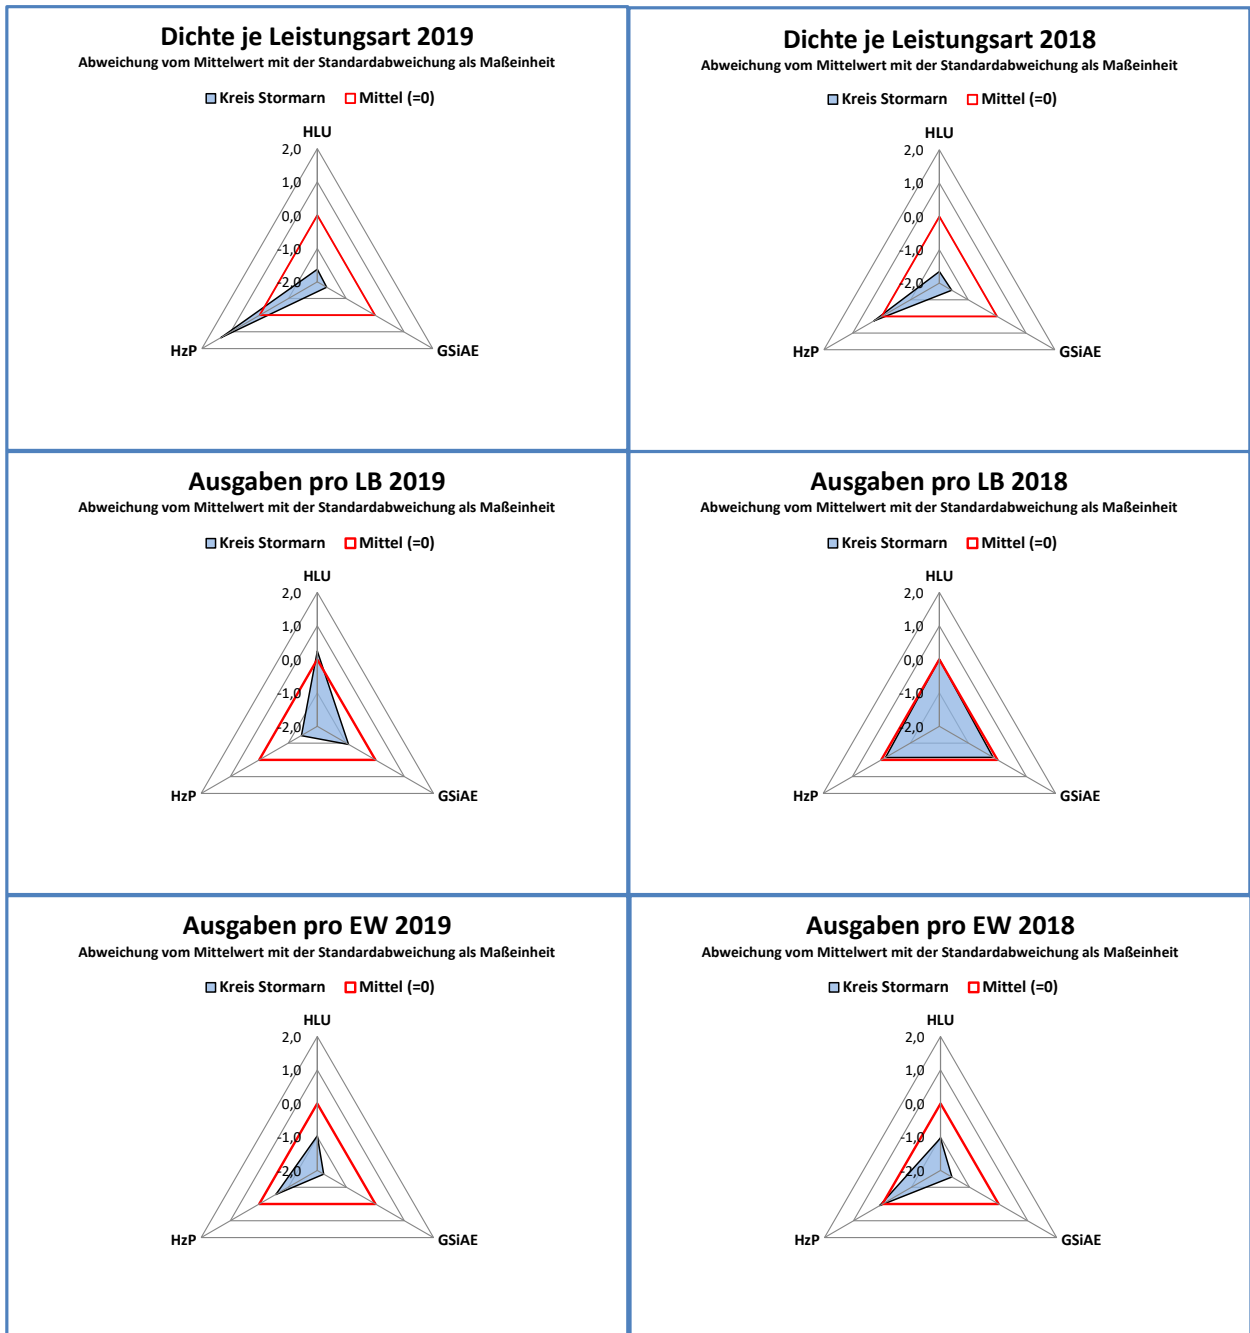 Dichte je Leistungsart 2019
Abweichung vom Mittelwert mit der Standardabweichung als Maßeinheit
Kreis Stormarn Mittel (=0)
HLU
2,0
1,0
0,0
-1,0
-2,0
HzP
GSiAE
Dichte je Leistungsart 2018
Abweichung vom Mittelwert mit der Standardabweichung als Maßeinheit
Kreis Stormarn Mittel (=0)
HLU
2,0
1,0
0,0
-1,0
-2,0
HzP
GSiAE
Ausgaben pro LB 2019
Abweichung vom Mittelwert mit der Standardabweichung als Maßeinheit
Kreis Stormarn Mittel (=0)
HLU
2,0
1,0
0,0
-1,0
-2,0
HzP
GSiAE
Ausgaben pro LB 2018
Abweichung vom Mittelwert mit der Standardabweichung als Maßeinheit
Kreis Stormarn Mittel (=0)
HLU
2,0
1,0
0,0
-1,0
-2,0
HzP
GSiAE
Ausgaben pro EW 2019
Abweichung vom Mittelwert mit der Standardabweichung als Maßeinheit
Kreis Stormarn Mittel (=0)
HLU
2,0
1,0
0,0
-1,0
-2,0
HzP
GSiAE
Ausgaben pro EW 2018
Abweichung vom Mittelwert mit der Standardabweichung als Maßeinheit
Kreis Stormarn Mittel (=0)
HLU
2,0
1,0
0,0
-1,0
-2,0
HzP
GSiAE